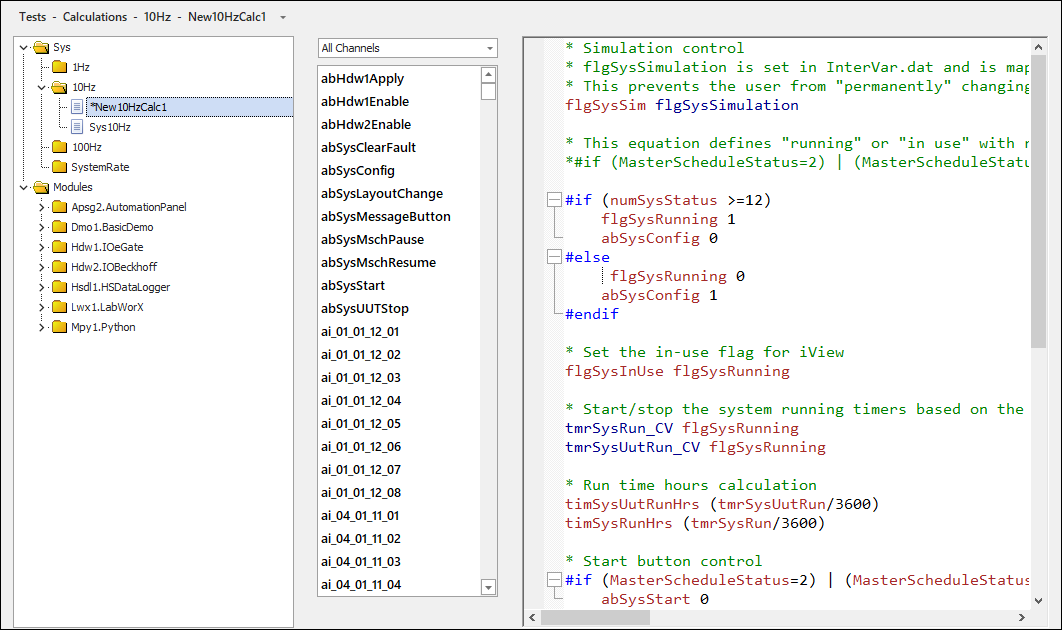 Tests - Calculations - 10Hz - New10HzCalc1
Sys
1Hz
10Hz
*New10HzCalc1
Sys10Hz
100Hz
SystemRate
Modules
Apsg2.AutomationPanel
Dmo1.BasicDemo
Hdw1.IOeGate
Hdw2.IOBeckhoff
Hsdl1.HSDataLogger
Lwx1.LabWorX
Mpy1.Python
All Channels
abHdw1Apply
abHdw1Enable
abHdw2Enable
abSysClearFault
abSysConfig
abSysLayoutChange
abSysMessageButton
abSysMschPause
abSysMschResume
abSysStart
abSysUUTStop
ai_01_01_12_01
ai_01_01_12_02
ai_01_01_12_03
ai_01_01_12_04
ai_01_01_12_05
ai_01_01_12_06
ai_01_01_12_07
ai_01_01_12_08
ai_04_01_11_01
ai_04_01_11_02
ai_04_01_11_03
ai_04_01_11_04
* Simulation control
* flgSysSimulation is set in InterVar.dat and is map
* This prevents the user from "permanently" changing
flgSysSim flgSysSimulation
* This equation defines "running" or "in use" with r
*#if (MasterScheduleStatus=2) | (MasterScheduleStatu
#if (numSysStatus >=12)
flgSysRunning 1
abSysConfig 0
#else
flgSysRunning 0
abSysConfig 1
#endif
* Set the in-use flag for iView
flgSysInUse flgSysRunning
* Start/stop the system running timers based on the
tmrSysRun_CV flgSysRunning
tmrSysUutRun_CV flgSysRunning
* Run time hours calculation
timSysUutRunHrs (tmrSysUutRun/3600)
timSysRunHrs (tmrSysRun/3600)
* Start button control
#if (MasterScheduleStatus=2) | (MasterScheduleStatus
abSysStart 0